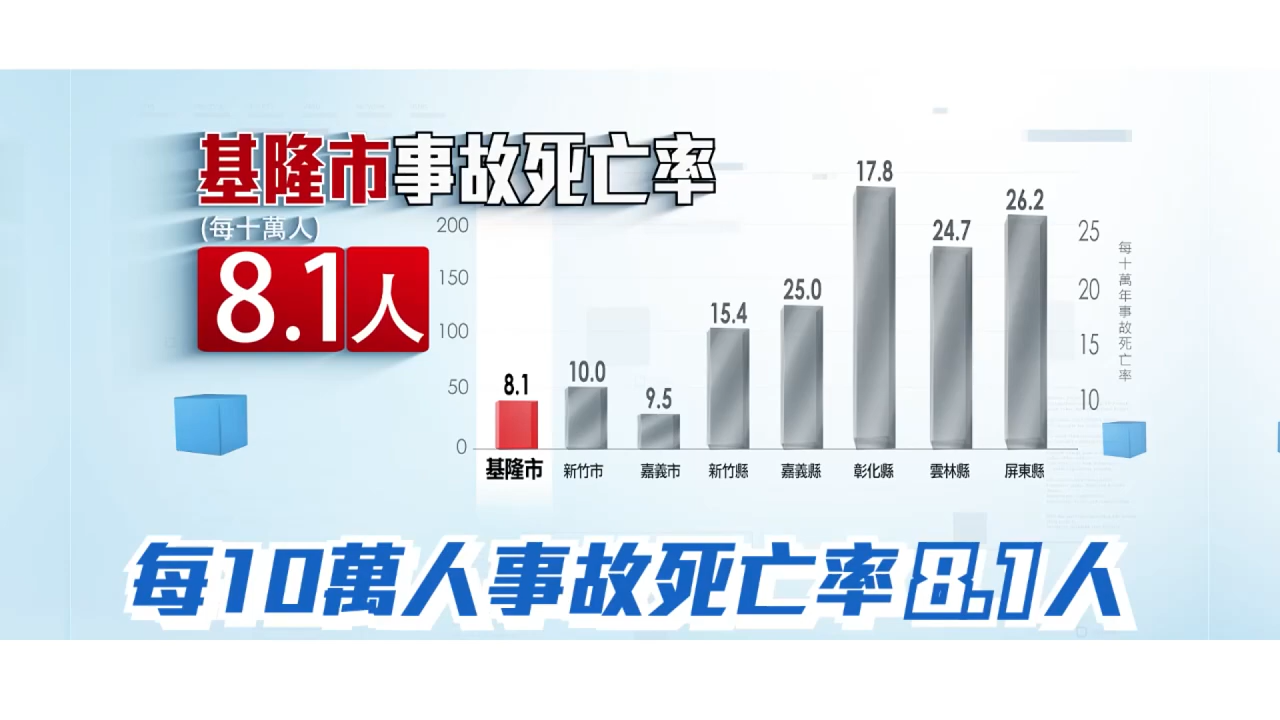 基隆市事故死亡率
(每十萬人)
8.1人
200
150
100
50
0
8.1
10.0
9.5
15.4
25.0
17.8
24.7
26.2
基隆市
新竹市
嘉義市
新竹縣
嘉義縣
彰化縣
雲林縣
屏東縣
25
20
15
10
每十萬年事故死亡率
每10萬人事故死亡率8.1人